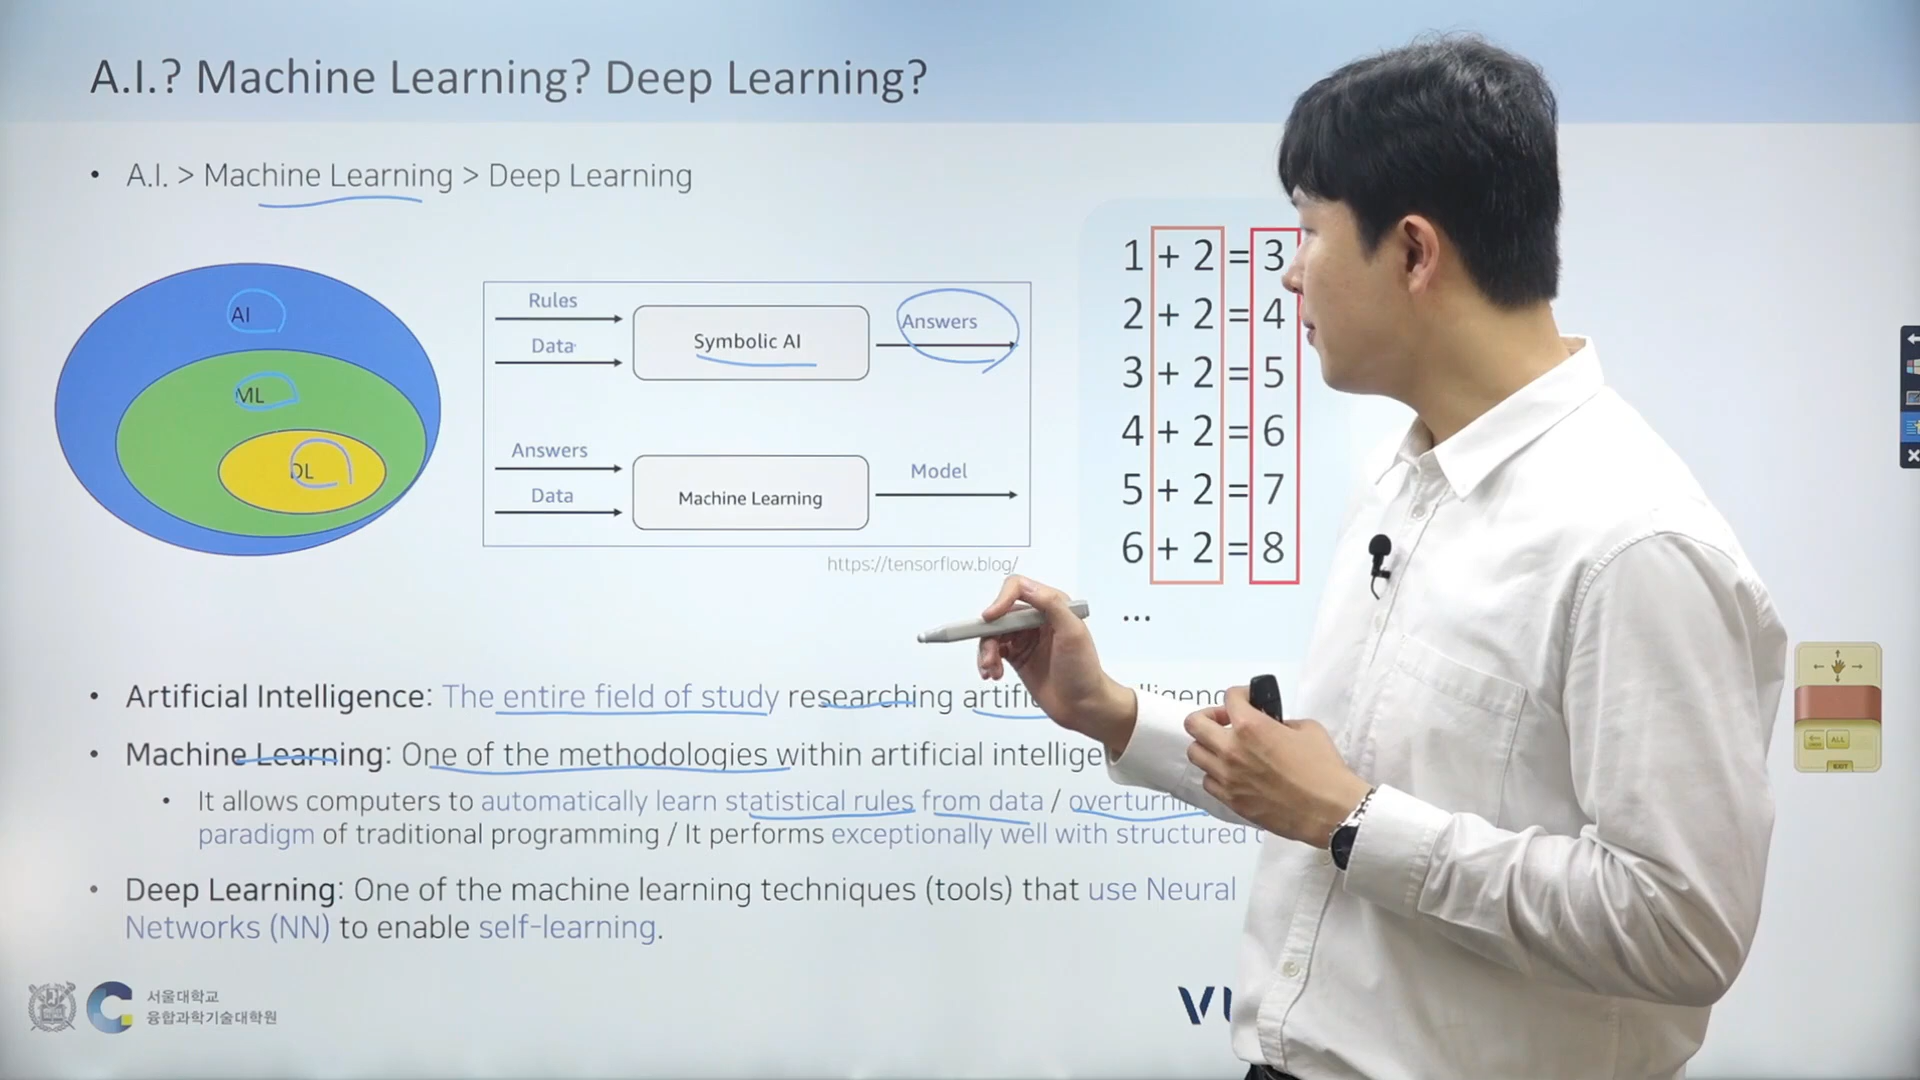 A.I.? Machine Learning? Deep Learning?
• A.I. > Machine Learning > Deep Learning
AI
ML
DL
Rules
Data
Symbolic AI
Answers
Answers
Data
Machine Learning
Model
https://tensorflow.blog/
1 + 2 = 3
2 + 2 = 4
3 + 2 = 5
4 + 2 = 6
5 + 2 = 7
6 + 2 = 8
...
• Artificial Intelligence: The entire field of study researching
• Machine Learning: One of the methodologies within artificial
• It allows computers to automatically learn statistical rules from data /
paradigm of traditional programming / It performs exceptionally well with structured
• Deep Learning: One of the machine learning techniques (tools) that use Neural
Networks (NN) to enable self-learning.
서울대학교
융합과학기술대학원
ALL
EXIT